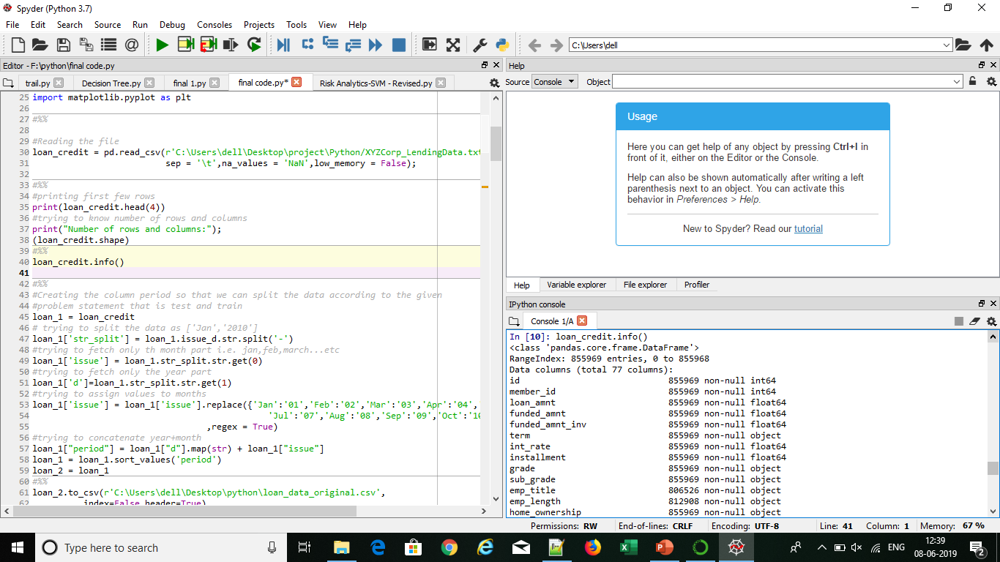 Spyder (Python 3.7)
File Edit Search Source Run Debug Consoles Projects Tools View Help
C:\Users\dell
Editor - F:\python\final code.py
trail.py Decision Tree.py final 1.py final code.py* Risk Analytics-SVM - Revised.py
25 import matplotlib.pyplot as plt
26
27 #%%
28
29 #Reading the file
30 loan_credit = pd.read_csv(r'C:\Users\dell\Desktop\project\Python/XYZCorp_LendingData.txt
31 sep = '\t',na_values = 'NaN',low_memory = False);
32
33 #%%
34 #printing first few rows
35 print(loan_credit.head(4))
36 #trying to know number of rows and columns
37 print("Number of rows and columns:");
38 (loan_credit.shape)
39 #%%
40 loan_credit.info()
41
42 #%%
43 #Creating the column period so that we can split the data according to the given
44 #problem statement that is test and train
45 loan_1 = loan_credit
46 # trying to split the data as ['Jan','2010']
47 loan_1['str_split'] = loan_1.issue_d.str.split('-')
48 #trying to fetch only th month part i.e. jan,feb,march...etc
49 loan_1['issue'] = loan_1.str_split.str.get(0)
50 #trying to fetch only the year part
51 loan_1['d']=loan_1.str_split.str.get(1)
52 #trying to assign values to months
53 loan_1['issue'] = loan_1['issue'].replace({'Jan':'01','Feb':'02','Mar':'03','Apr':'04',
54 'Jul':'07','Aug':'08','Sep':'09','Oct':'10
55 ,regex = True)
56 #trying to concatenate year+month
57 loan_1["period"] = loan_1["d"].map(str) + loan_1["issue"]
58 loan_1 = loan_1.sort_values('period')
59 loan_2 = loan_1
60 #%%
61 loan_2.to_csv(r'C:\Users\dell\Desktop\python\loan_data_original.csv',
62 index=False,header=True)
Help
Source Console Object
Usage
Here you can get help of any object by pressing Ctrl+I in
front of it, either on the Editor or the Console.
Help can also be shown automatically after writing a left
parenthesis next to an object. You can activate this
behavior in Preferences > Help.
New to Spyder? Read our tutorial
Help Variable explorer File explorer Profiler
IPython console
Console 1/A
In [10]: loan_credit.info()
<class 'pandas.core.frame.DataFrame'>
RangeIndex: 855969 entries, 0 to 855968
Data columns (total 77 columns):
id 855969 non-null int64
member_id 855969 non-null int64
loan_amnt 855969 non-null float64
funded_amnt 855969 non-null float64
funded_amnt_inv 855969 non-null float64
term 855969 non-null object
int_rate 855969 non-null float64
installment 855969 non-null float64
grade 855969 non-null object
sub_grade 855969 non-null object
emp_title 806526 non-null object
emp_length 812908 non-null object
home_ownership 855969 non-null object
Permissions: RW End-of-lines: CRLF Encoding: UTF-8 Line: 41 Column: 1 Memory: 67 %
Type here to search
ENG
12:39
08-06-2019
2